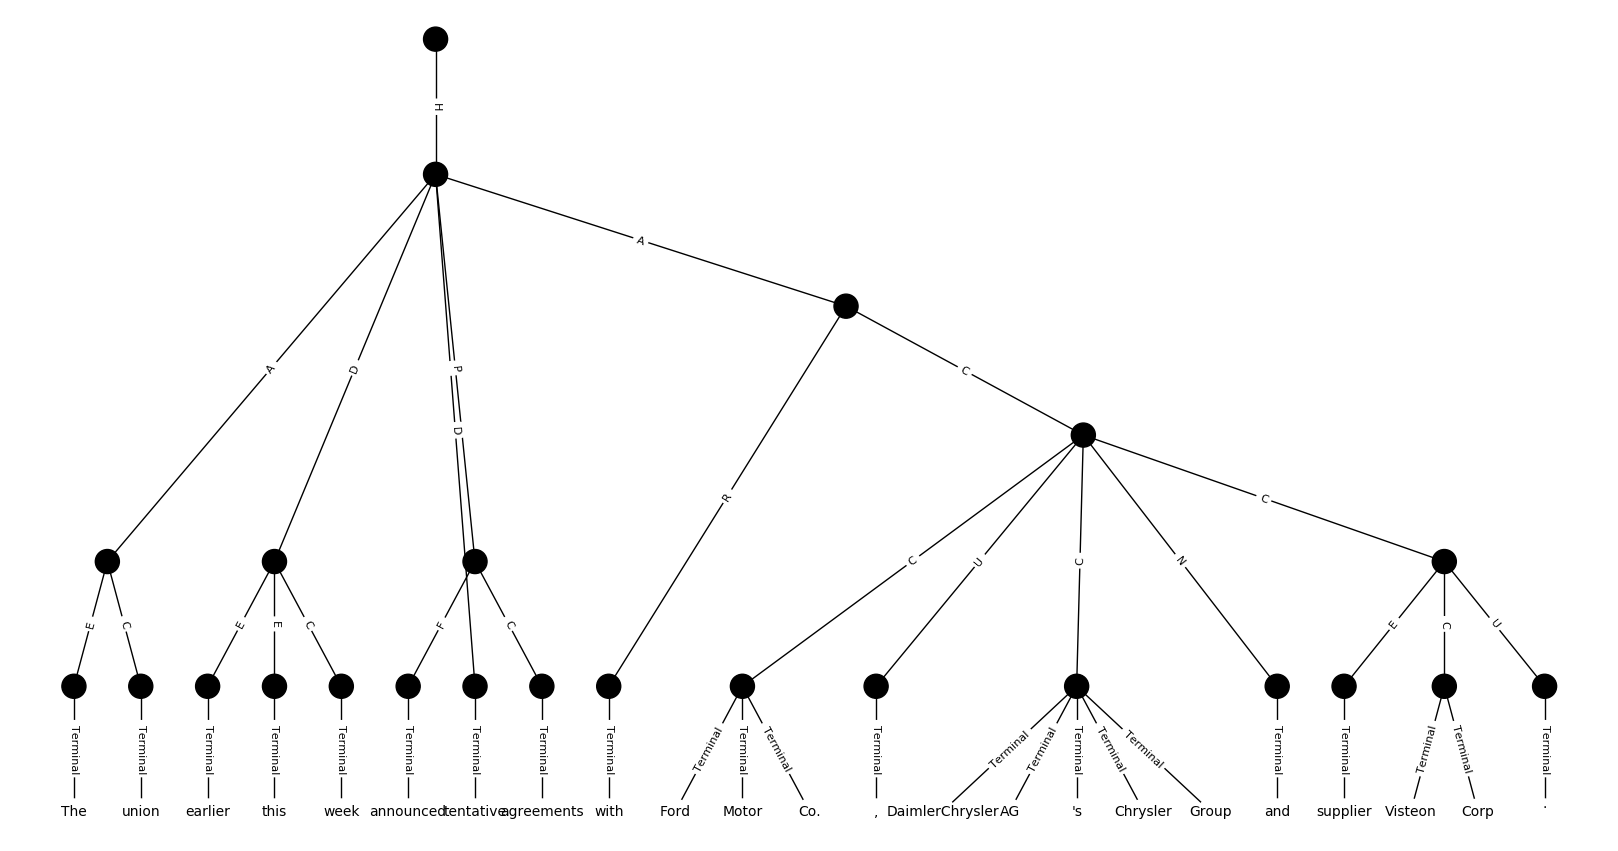 H
A
A
D
P
C
D
R
C
C
U
C
N
E
C
E
E
C
F
C
E
C
U
Terminal Terminal Terminal Terminal Terminal Terminal Terminal Terminal Terminal Terminal Terminal Terminal Terminal Terminal Terminal Terminal Terminal Terminal Terminal Terminal Terminal Terminal Terminal
The union earlier this week announced tentative agreements with Ford Motor Co. , DaimlerChrysler AG 's Chrysler Group and supplier Visteon Corp .